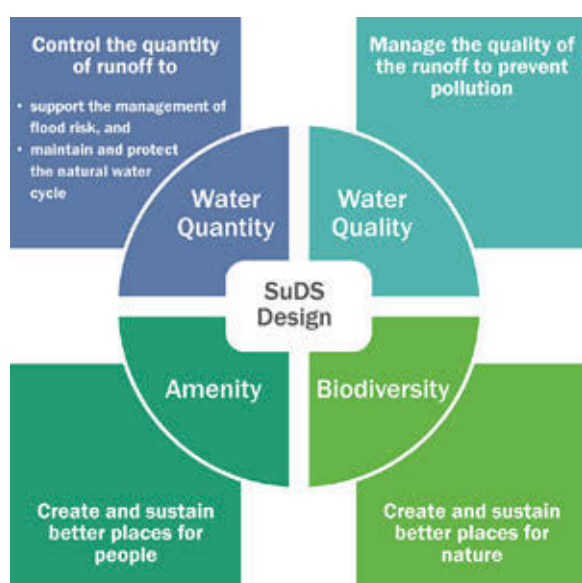 Control the quantity
of runoff to
• support the management of
flood risk, and
• maintain and protect
the natural water
cycle
Manage the quality of
the runoff to prevent
pollution
Water
Quantity
Water
Quality
SuDS
Design
Amenity
Biodiversity
Create and sustain
better places for
people
Create and sustain
better places for
nature